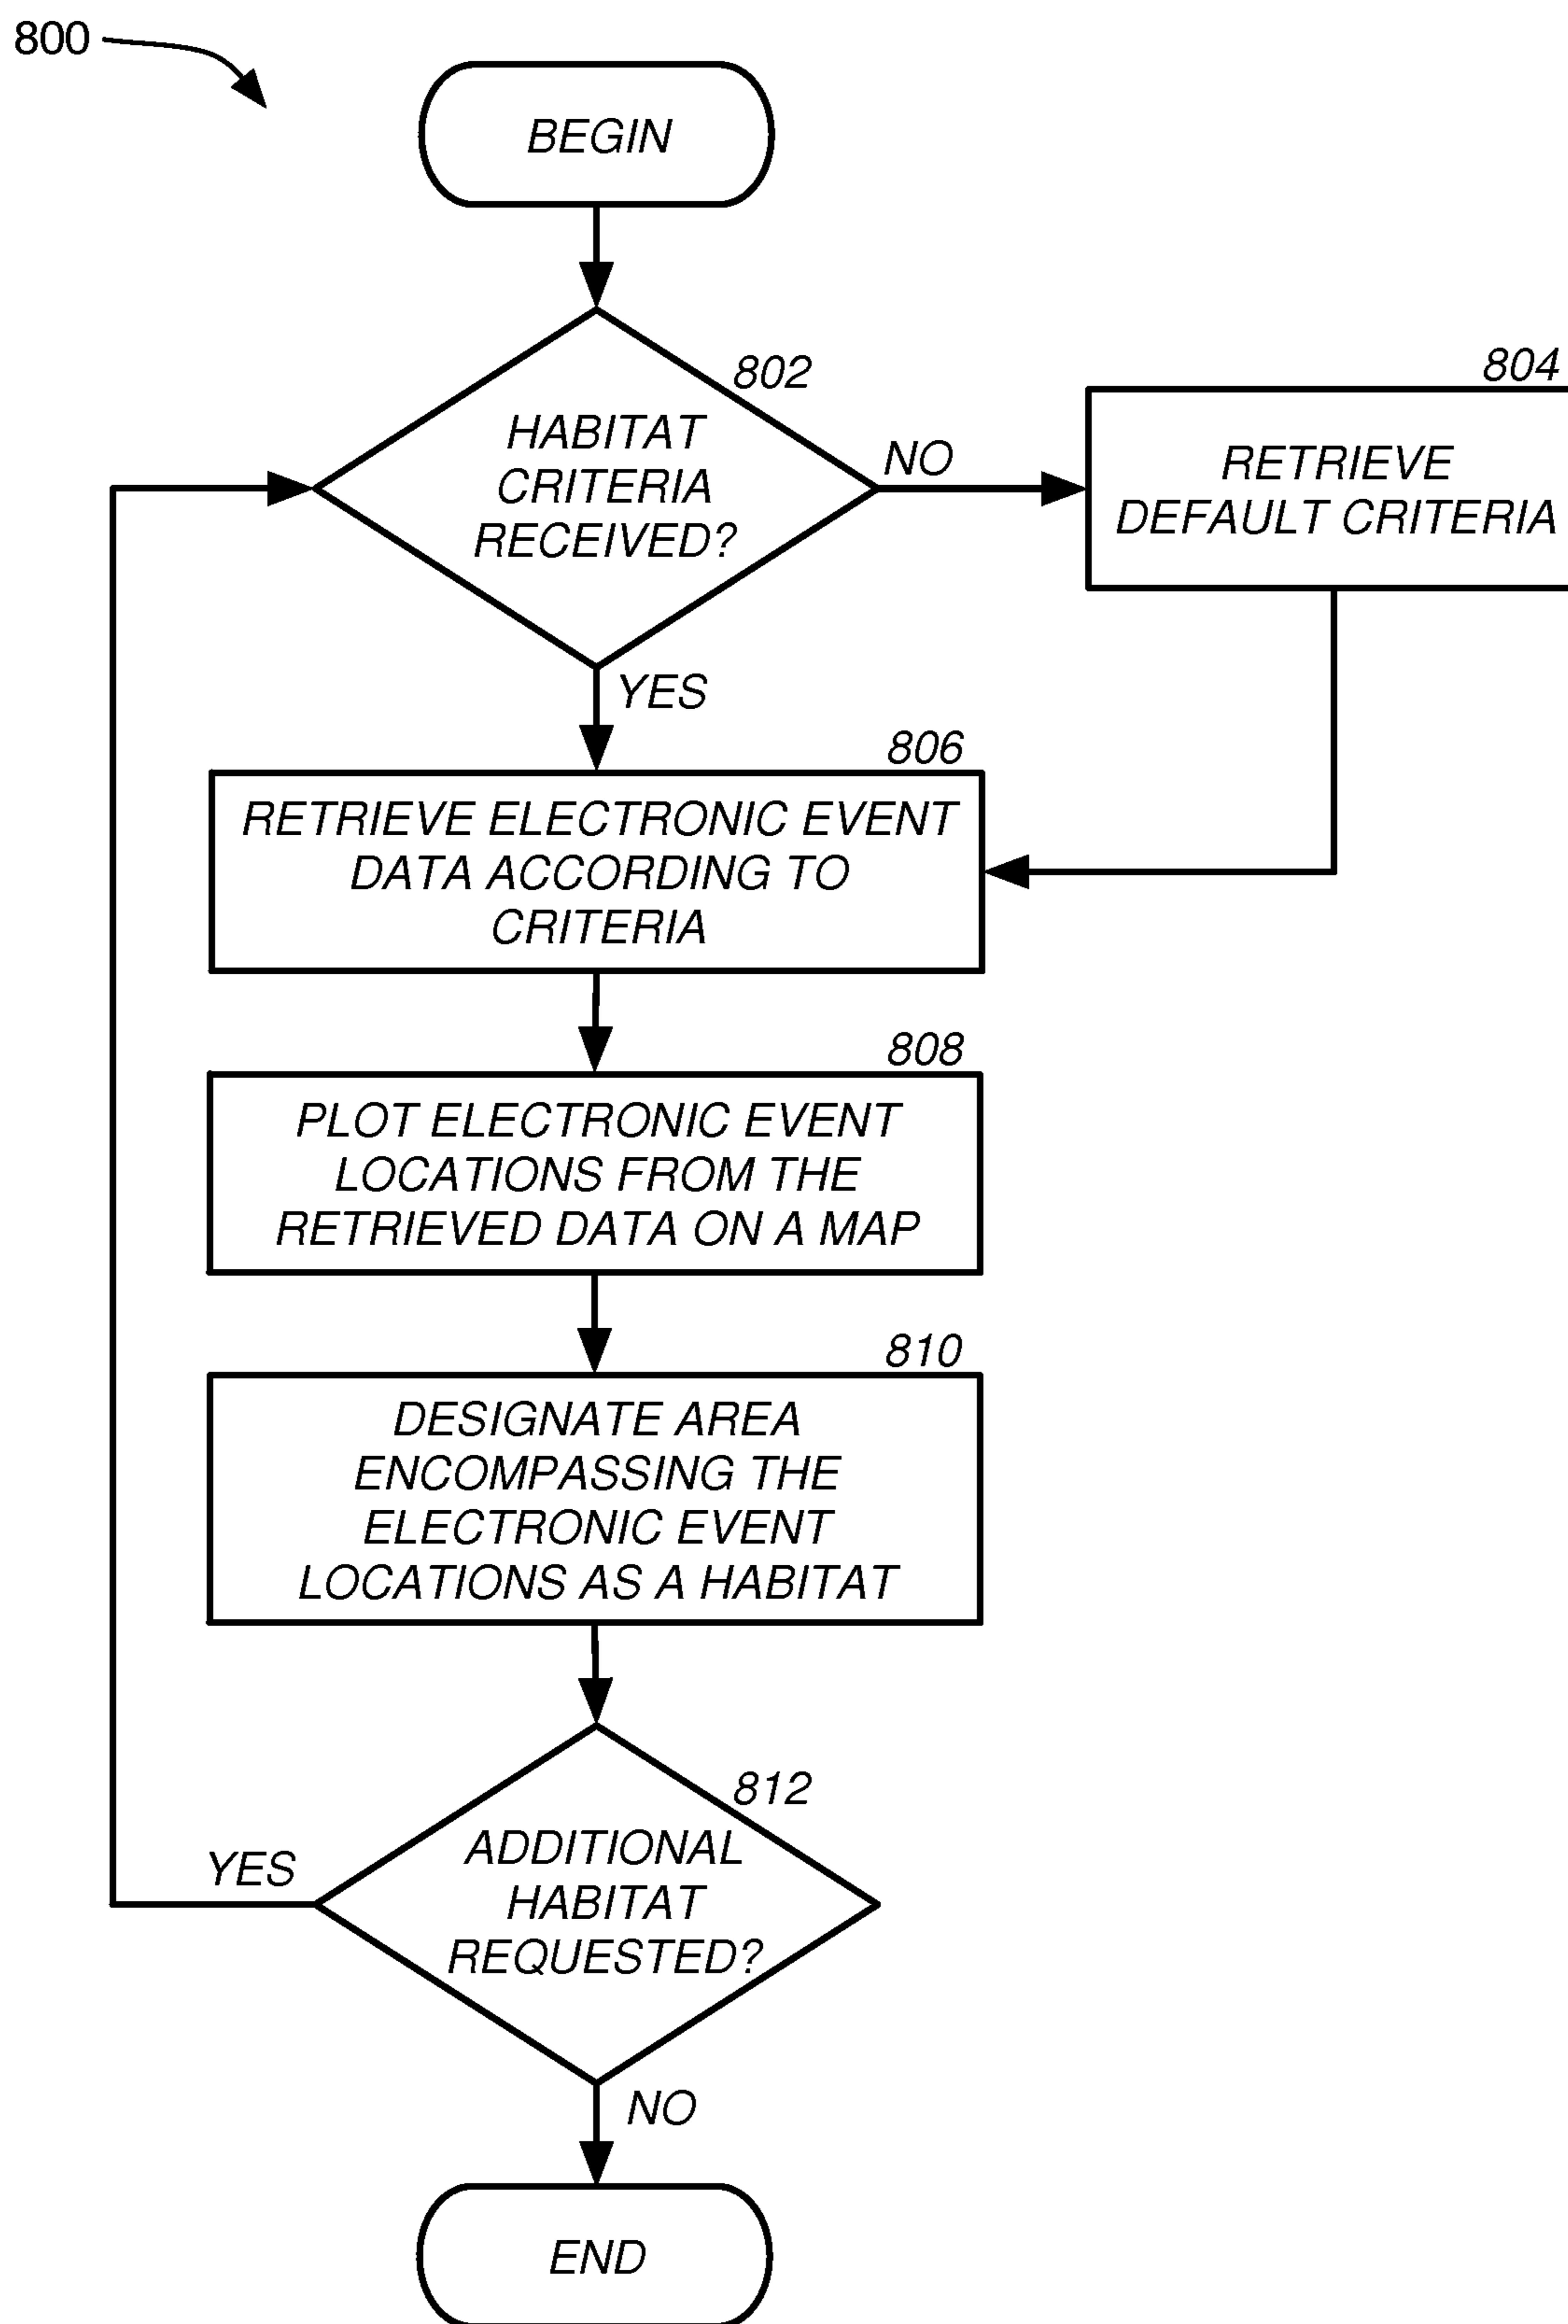 800
BEGIN
802
HABITAT
CRITERIA
RECEIVED?
NO
804
RETRIEVE
DEFAULT CRITERIA
YES
806
RETRIEVE ELECTRONIC EVENT
DATA ACCORDING TO
CRITERIA
808
PLOT ELECTRONIC EVENT
LOCATIONS FROM THE
RETRIEVED DATA ON A MAP
810
DESIGNATE AREA
ENCOMPASSING THE
ELECTRONIC EVENT
LOCATIONS AS A HABITAT
812
ADDITIONAL
HABITAT
REQUESTED?
YES
NO
END